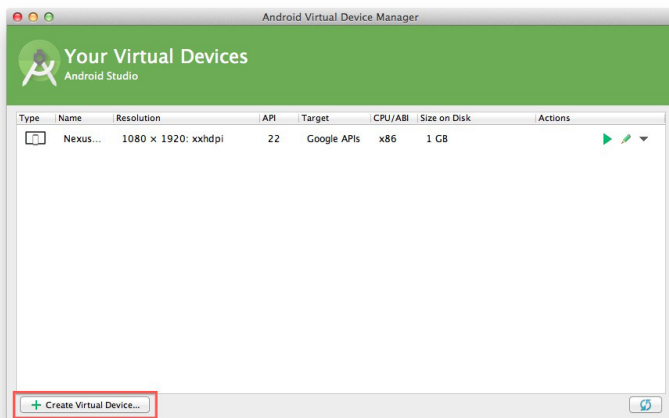 Android Virtual Device Manager
Your Virtual Devices
Android Studio
Type Name Resolution API Target CPU/ABI Size on Disk Actions
Nexus... 1080 × 1920: xxhdpi 22 Google APIs x86 1 GB
Create Virtual Device...